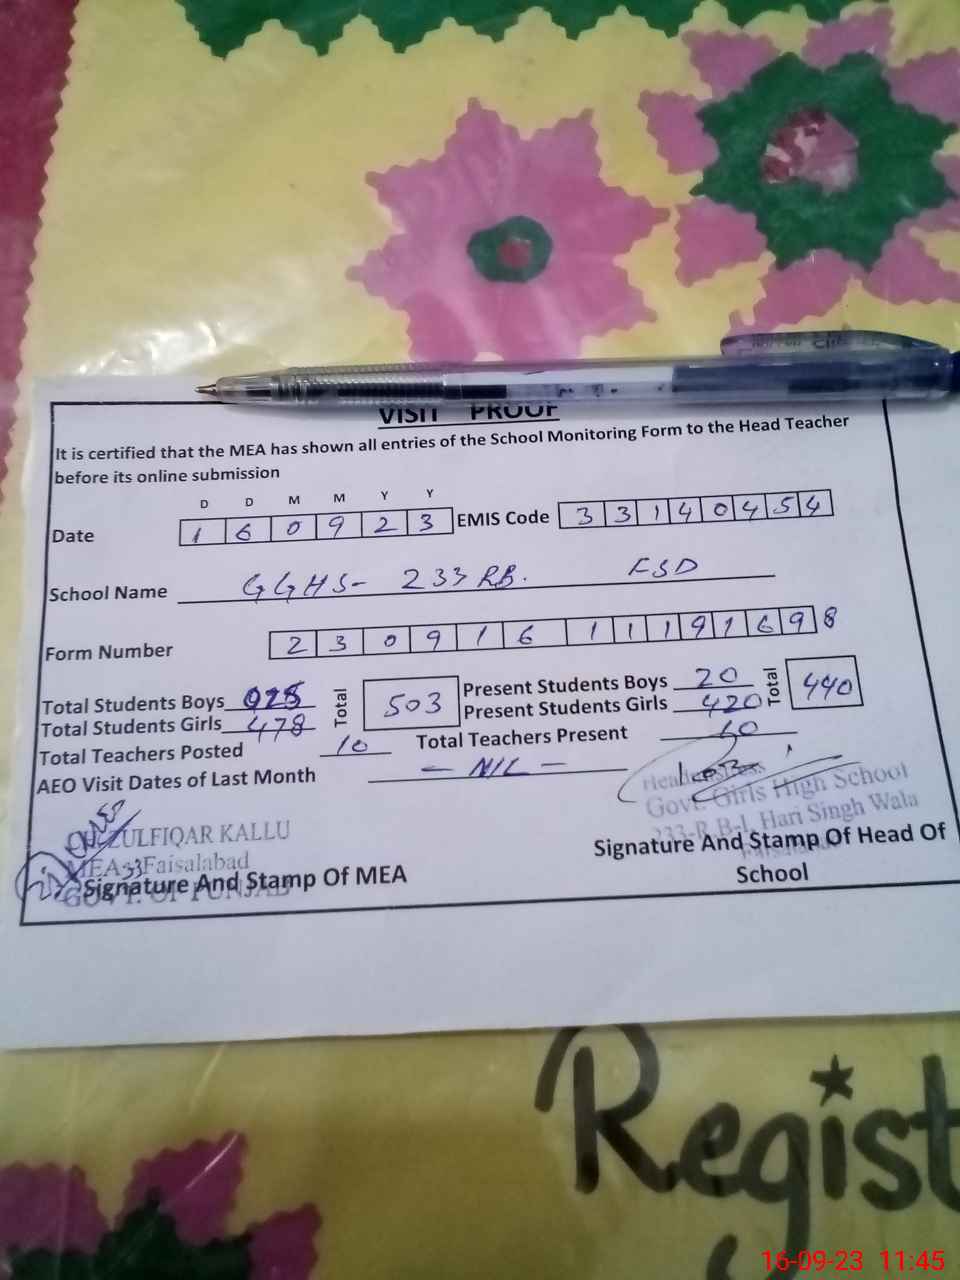 VISIT PROOF
It is certified that the MEA has shown all entries of the School Monitoring Form to the Head Teacher
before its online submission
D D M M Y Y
Date 1 6 0 9 2 3 EMIS Code 3 3 1 4 0 4 5 4
School Name GGHS- 233 RB. FSD
Form Number 2 3 0 9 1 6 1 1 1 9 1 6 9 8
Total Students Boys 025 Total 503 Present Students Boys 20 Total 440
Total Students Girls 478 Present Students Girls 420
Total Teachers Posted 10 Total Teachers Present 10
AEO Visit Dates of Last Month - NIL -
Headmistress
Govt. Girls High School
233-R.B-I, Hari Singh Wala
Faisalabad
ZULFIQAR KALLU
MEA 33 Faisalabad
GOVT. OF PUNJAB
Signature And Stamp Of MEA
Signature And Stamp Of Head Of
School
Regist
16-09-23 11:45